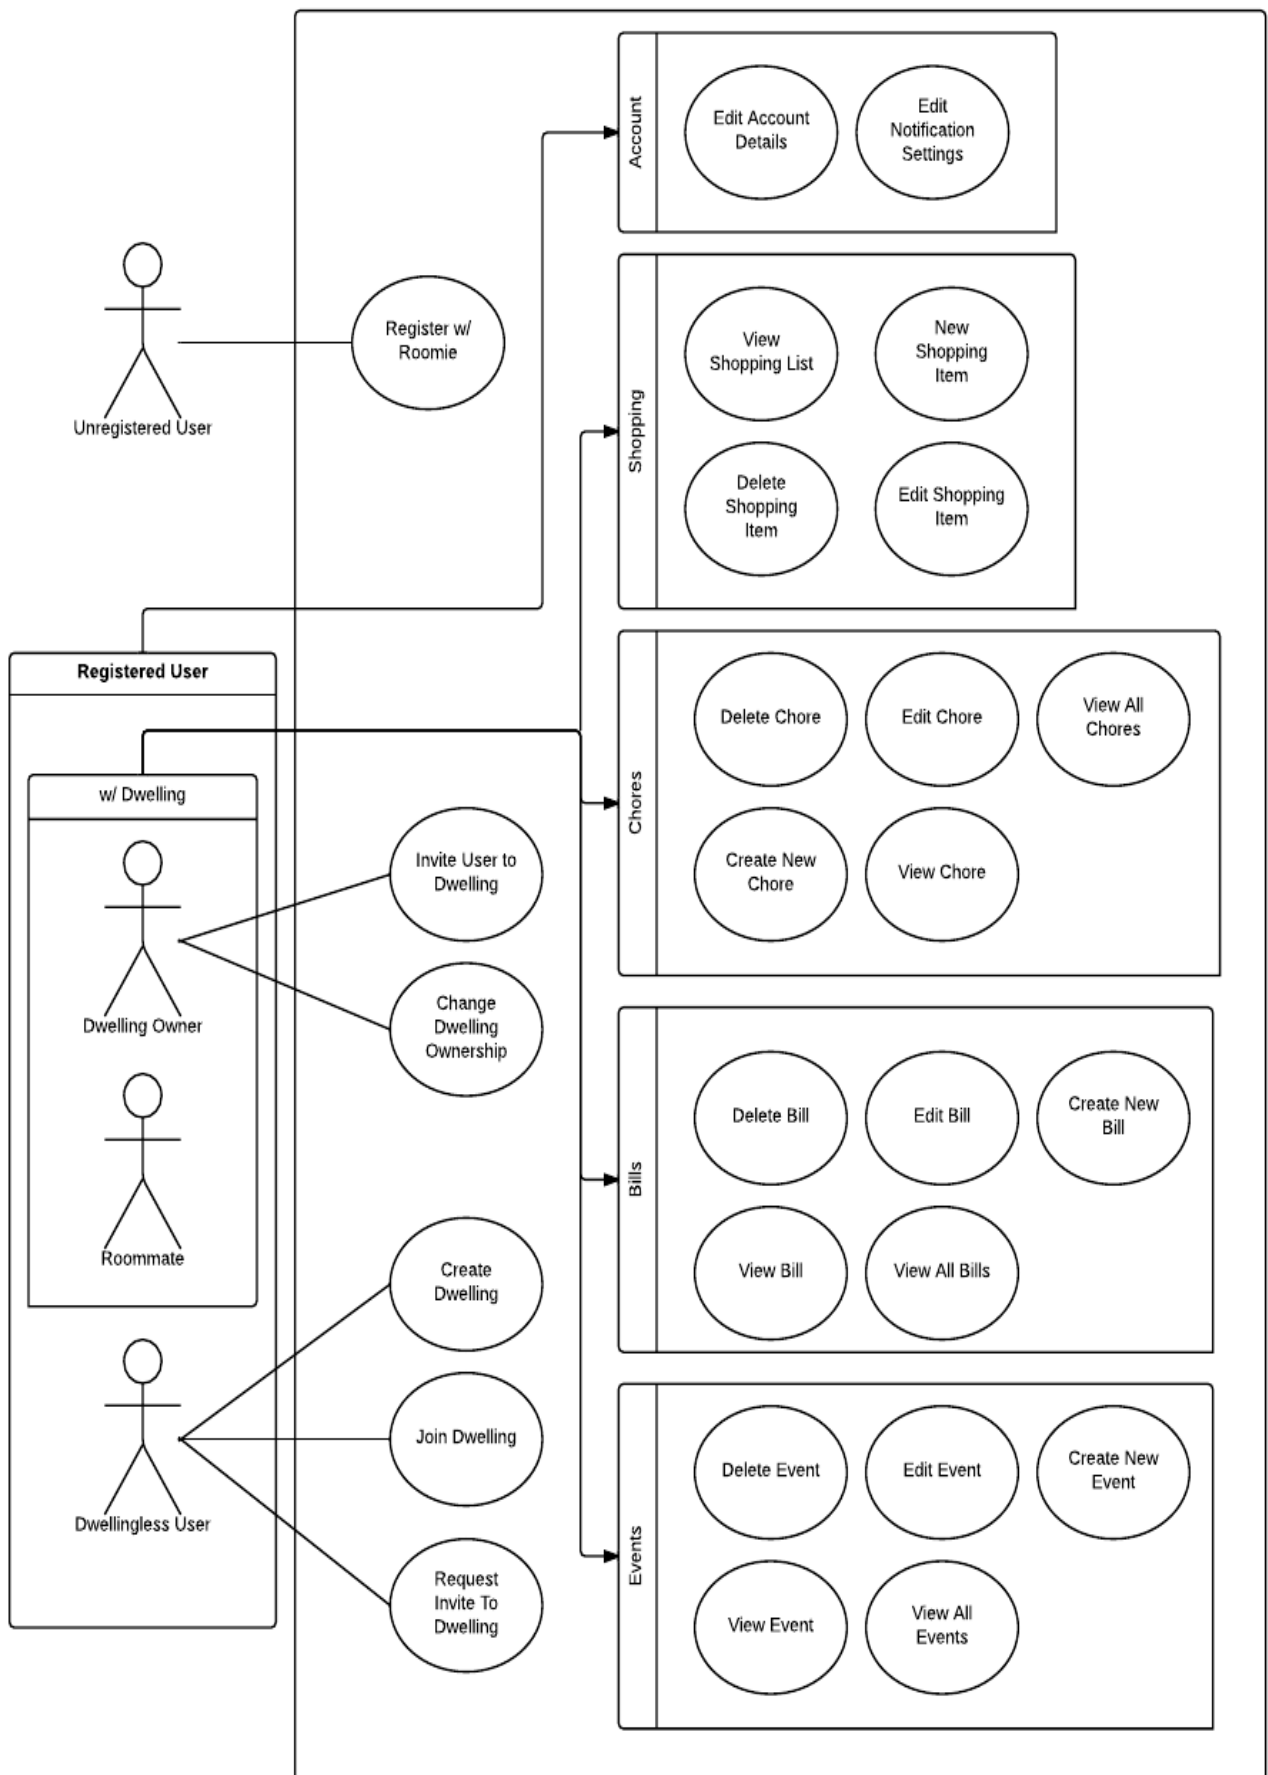 Account
Edit Account
Details
Edit
Notification
Settings
Unregistered User
Register w/
Roomie
Shopping
View
Shopping List
New
Shopping
Item
Delete
Shopping
Item
Edit Shopping
Item
Registered User
w/ Dwelling
Dwelling Owner
Roommate
Dwellingless User
Invite User to
Dwelling
Change
Dwelling
Ownership
Create
Dwelling
Join Dwelling
Request
Invite To
Dwelling
Chores
Delete Chore
Edit Chore
View All
Chores
Create New
Chore
View Chore
Bills
Delete Bill
Edit Bill
Create New
Bill
View Bill
View All Bills
Events
Delete Event
Edit Event
Create New
Event
View Event
View All
Events